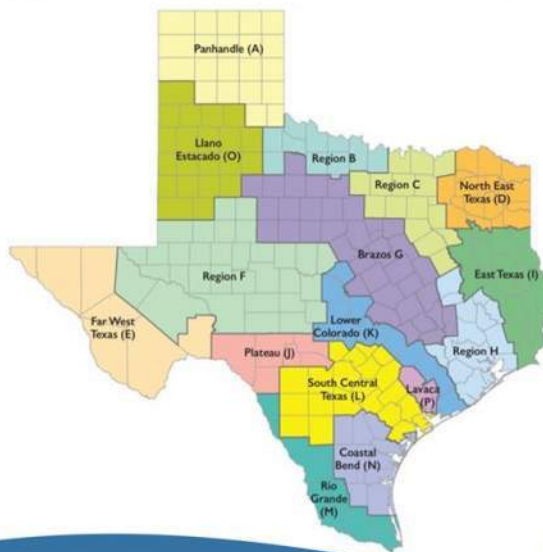 Panhandle (A)
Llano
Estacado (O)
Region B
Region C
North East
Texas (D)
Brazos G
East Texas (I)
Region F
Far West
Texas (E)
Lower
Colorado (K)
Region H
Plateau (J)
South Central
Texas (L)
Lavaca
(P)
Coastal
Bend (N)
Rio
Grande
(M)